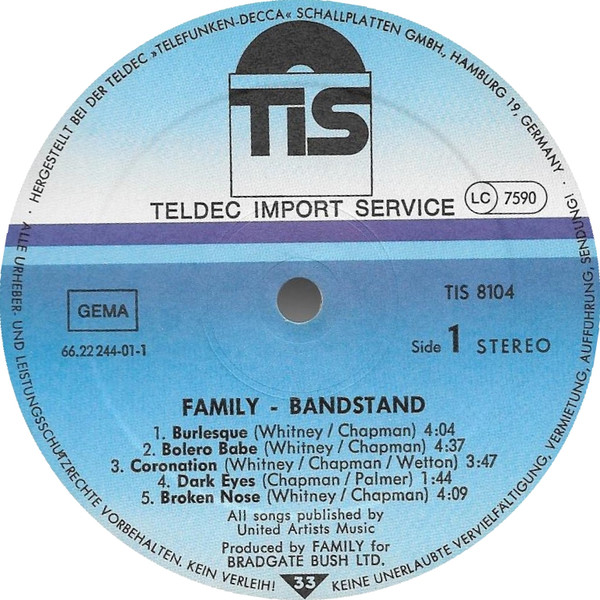 · HERGESTELLT BEI DER TELDEC »TELEFUNKEN-DECCA« SCHALLPLATTEN GMBH., HAMBURG 19, GERMANY ·
TiS
TELDEC IMPORT SERVICE
LC 7590
GEMA
TIS 8104
66.22 244-01-1
Side 1 STEREO
FAMILY - BANDSTAND
1. Burlesque (Whitney / Chapman) 4:04
2. Bolero Babe (Whitney / Chapman) 4:37
3. Coronation (Whitney / Chapman / Wetton) 3:47
4. Dark Eyes (Chapman / Palmer) 1:44
5. Broken Nose (Whitney / Chapman) 4:09
All songs published by
United Artists Music
Produced by FAMILY for
BRADGATE BUSH LTD.
ALLE URHEBER- UND LEISTUNGSSCHUTZRECHTE VORBEHALTEN. KEIN VERLEIH!
33
KEINE UNERLAUBTE VERVIELFÄLTIGUNG, VERMIETUNG, AUFFÜHRUNG, SENDUNG!